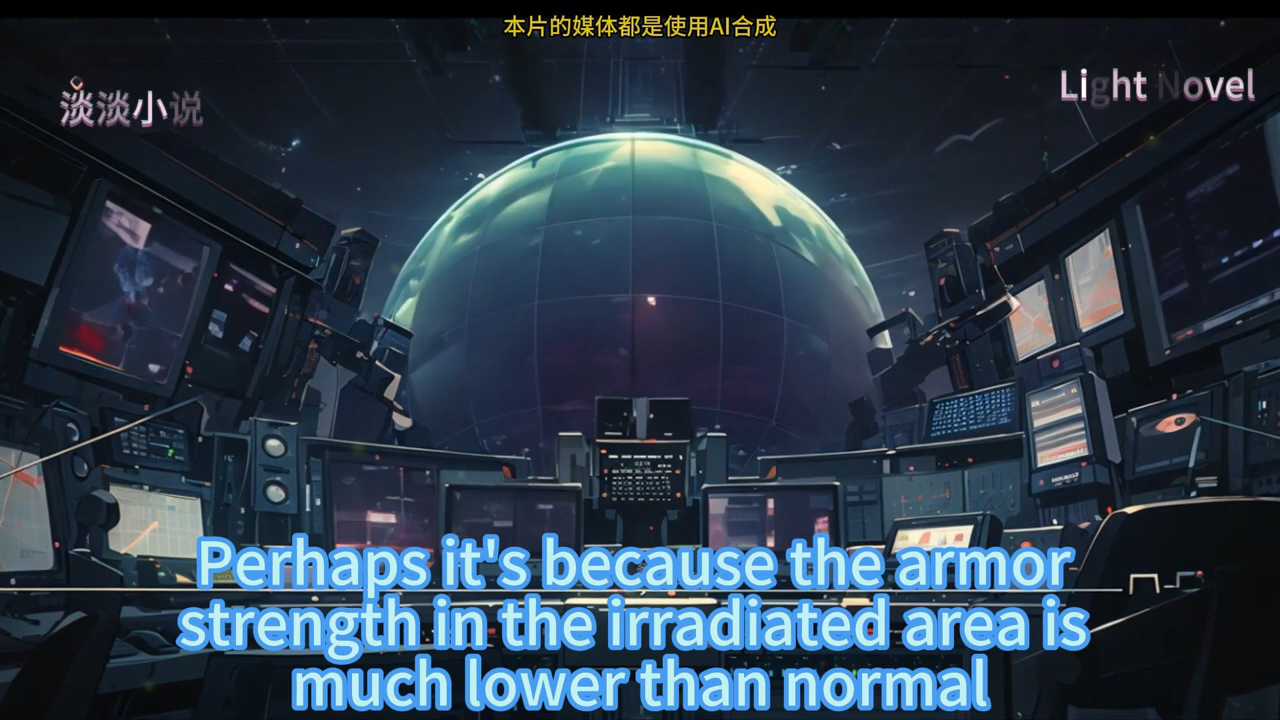 本片的媒体都是使用AI合成
淡淡小说
Light Novel
Perhaps it's because the armor
strength in the irradiated area is
much lower than normal